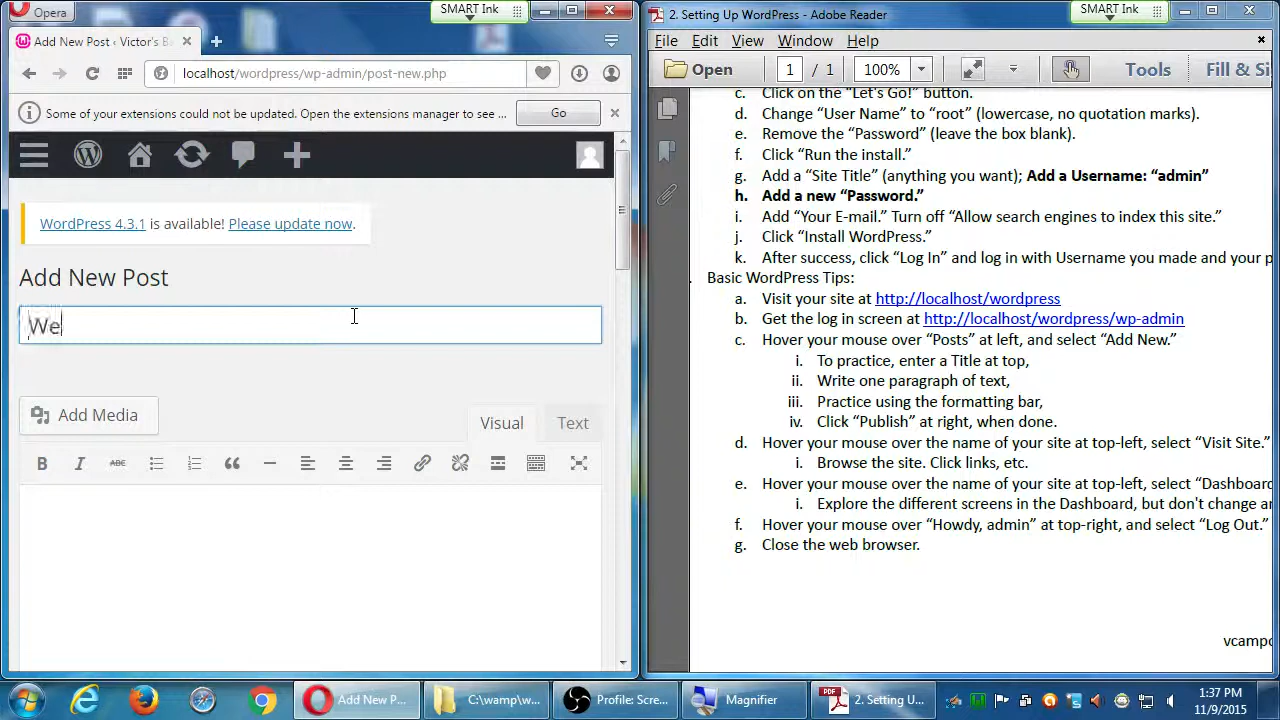 Opera
SMART Ink
Add New Post ‹ Victor's B
localhost/wordpress/wp-admin/post-new.php
Some of your extensions could not be updated. Open the extensions manager to see ...
Go
WordPress 4.3.1 is available! Please update now.
Add New Post
We
Add Media
Visual
Text
B I ABC
2. Setting Up WordPress - Adobe Reader
SMART Ink
File Edit View Window Help
Open 1 / 1 100% Tools Fill & Si
c. Click on the "Let's Go!" button.
d. Change “User Name” to “root” (lowercase, no quotation marks).
e. Remove the “Password” (leave the box blank).
f. Click “Run the install.”
g. Add a “Site Title” (anything you want); Add a Username: “admin”
h. Add a new “Password.”
i. Add “Your E-mail.” Turn off “Allow search engines to index this site.”
j. Click “Install WordPress.”
k. After success, click “Log In” and log in with Username you made and your p
. Basic WordPress Tips:
a. Visit your site at http://localhost/wordpress
b. Get the log in screen at http://localhost/wordpress/wp-admin
c. Hover your mouse over “Posts” at left, and select “Add New.”
i. To practice, enter a Title at top,
ii. Write one paragraph of text,
iii. Practice using the formatting bar,
iv. Click “Publish” at right, when done.
d. Hover your mouse over the name of your site at top-left, select “Visit Site.”
i. Browse the site. Click links, etc.
e. Hover your mouse over the name of your site at top-left, select “Dashboard
i. Explore the different screens in the Dashboard, but don't change a
f. Hover your mouse over “Howdy, admin” at top-right, and select “Log Out.”
g. Close the web browser.
vcampo
Add New P... C:\wamp\w... Profile: Scre... Magnifier 2. Setting U...
1:37 PM
11/9/2015